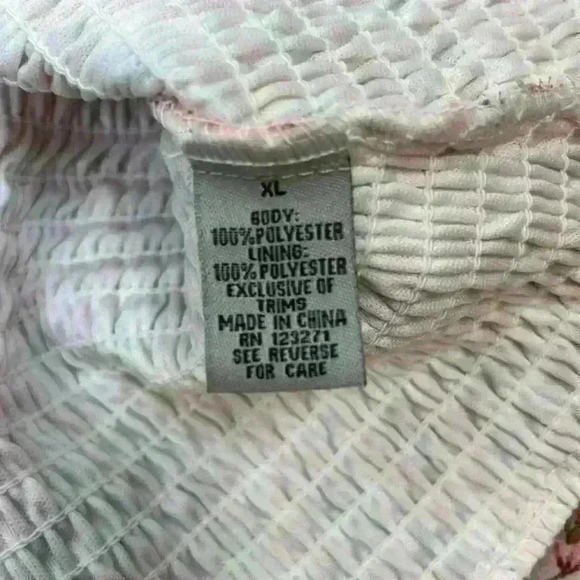 XL
BODY:
100% POLYESTER
LINING:
100% POLYESTER
EXCLUSIVE OF
TRIMS
MADE IN CHINA
RN 123271
SEE REVERSE
FOR CARE